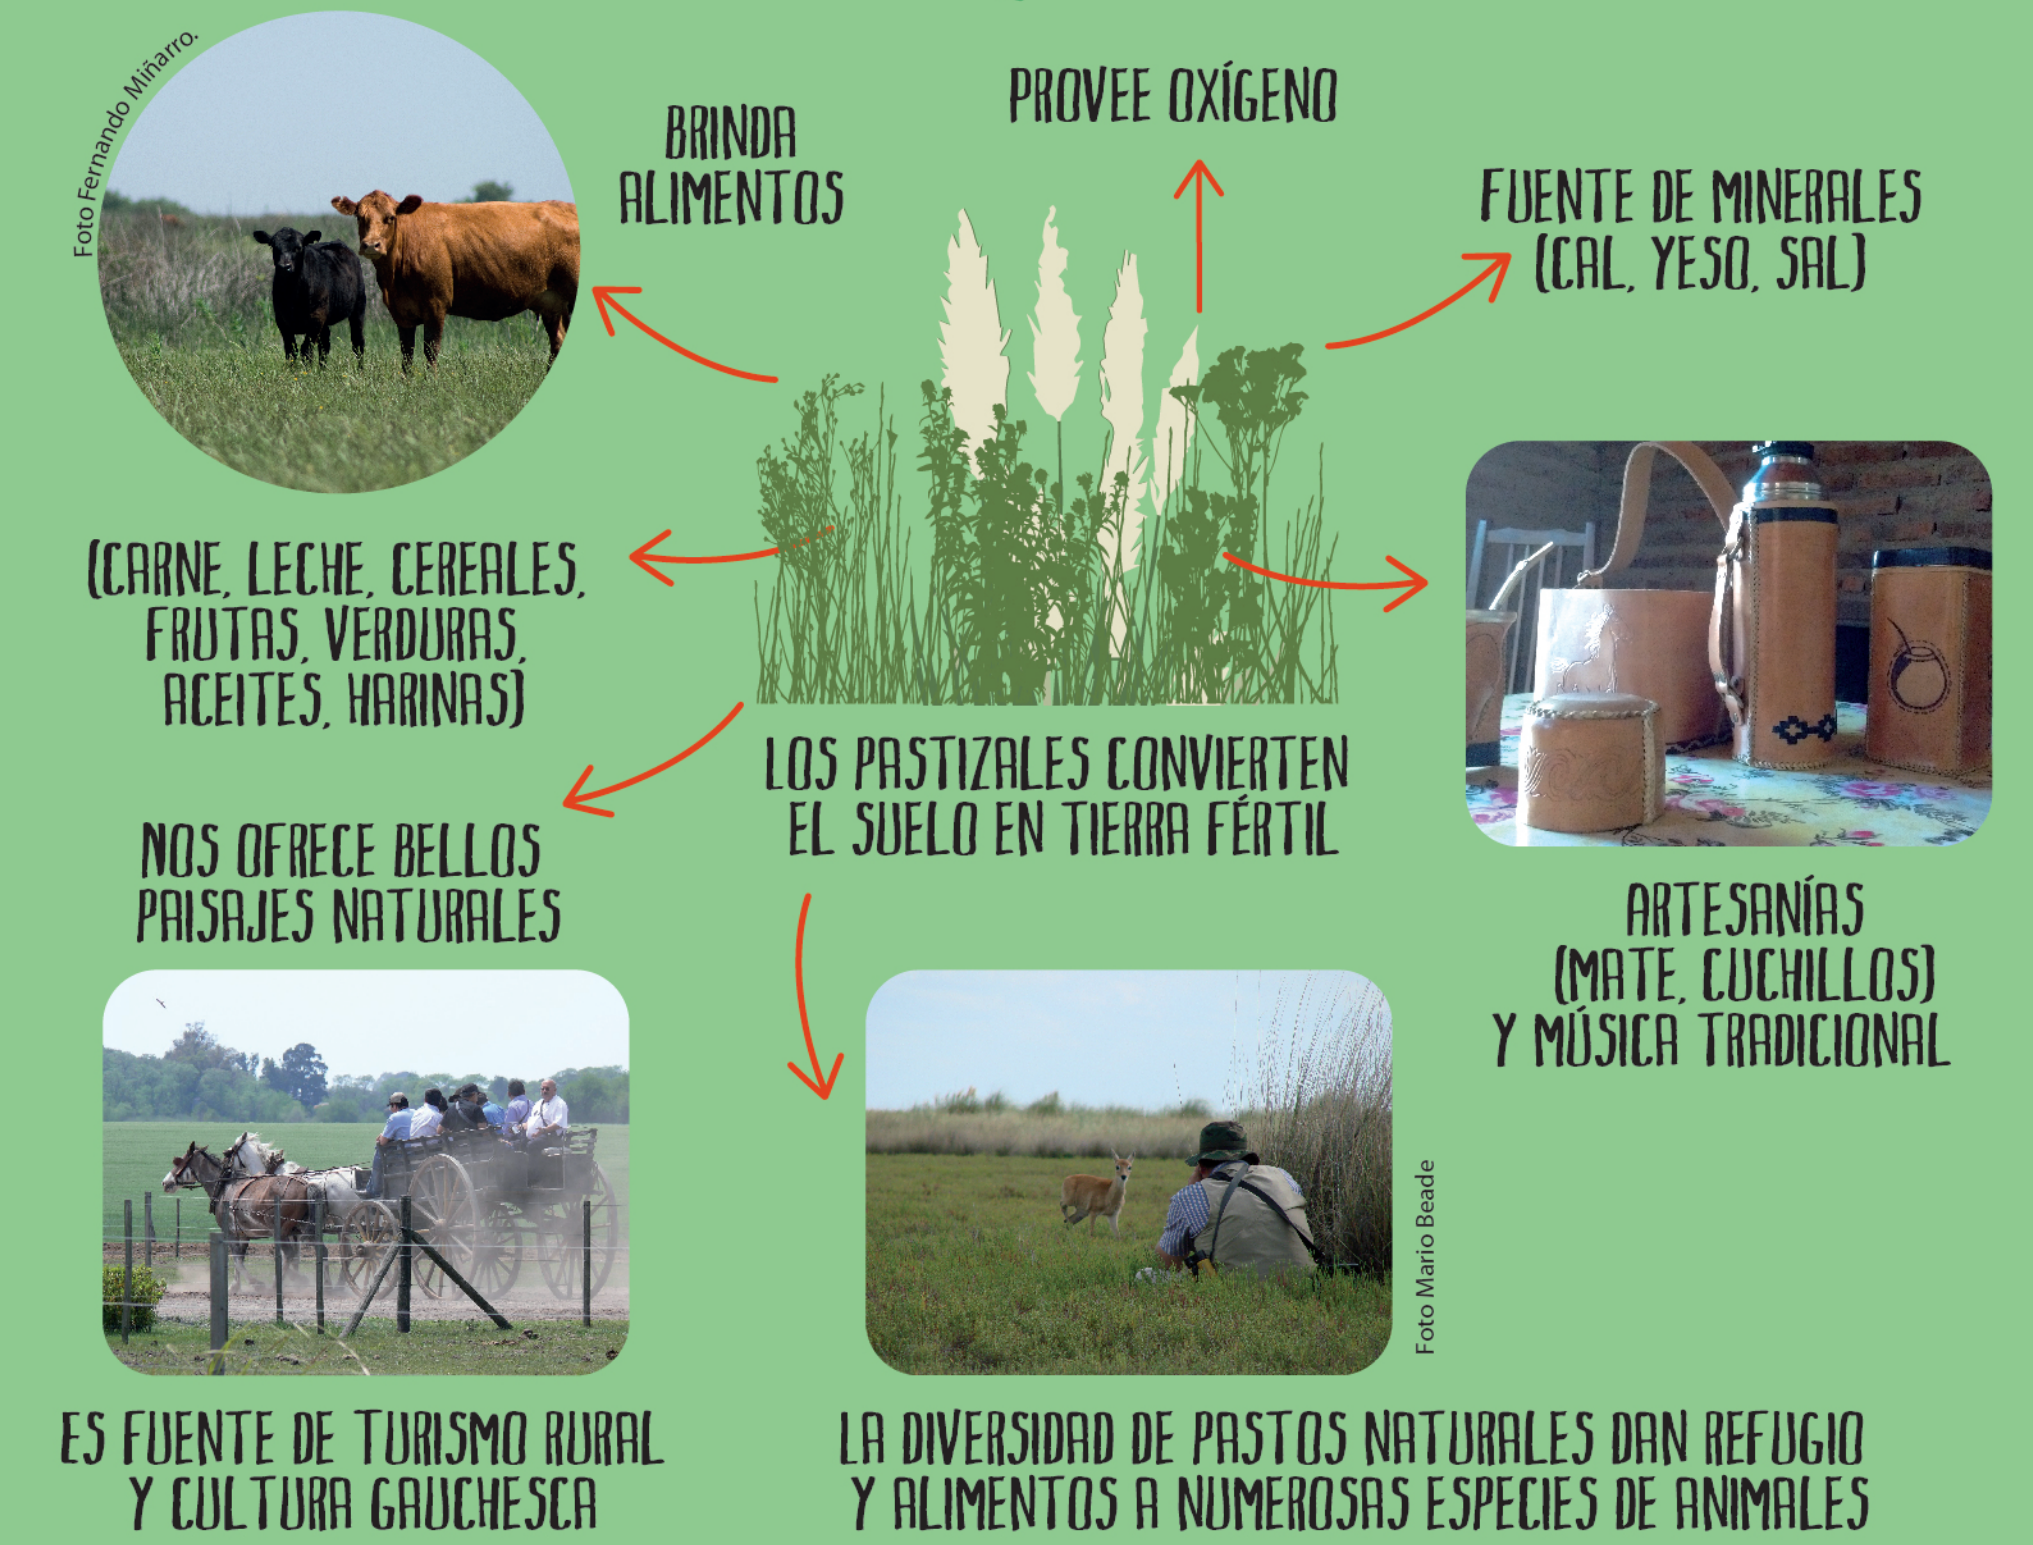 Foto Fernando Miñarro.
BRINDA
ALIMENTOS
PROVEE OXÍGENO
FUENTE DE MINERALES
(CAL, YESO, SAL)
(CARNE, LECHE, CEREALES,
FRUTAS, VERDURAS,
ACEITES, HARINAS)
LOS PASTIZALES CONVIERTEN
EL SUELO EN TIERRA FÉRTIL
NOS OFRECE BELLOS
PAISAJES NATURALES
ARTESANÍAS
(MATE, CUCHILLOS)
Y MÚSICA TRADICIONAL
Foto Mario Beade
ES FUENTE DE TURISMO RURAL
Y CULTURA GAUCHESCA
LA DIVERSIDAD DE PASTOS NATURALES DAN REFUGIO
Y ALIMENTOS A NUMEROSAS ESPECIES DE ANIMALES